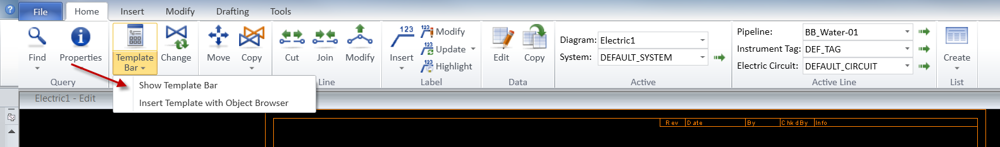 ?
File Home Insert Modify Drafting Tools
Find Properties
Query
Template Bar
Show Template Bar
Insert Template with Object Browser
Change
Move Copy
Cut Join Modify
Line
123
Insert
123 Modify
123 Update
123 Highlight
Label
Edit Copy
Data
Diagram: Electric1
System: DEFAULT_SYSTEM
Active
Pipeline: BB_Water-01
Instrument Tag: DEF_TAG
Electric Circuit: DEFAULT_CIRCUIT
Active Line
Create
List
Electric1 - Edit
Rev Date By ChkdBy Info